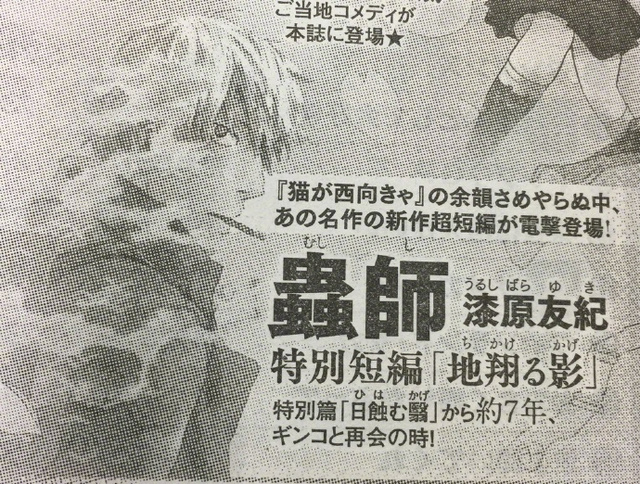 ご当地コメディが
本誌に登場★
『猫が西向きゃ』の余韻さめやらぬ中、
あの名作の新作超短編が電撃登場!
むし し
蟲師
うるし ばら ゆ き
漆原友紀
ち かけ かげ
特別短編「地翔る影」
ひ は かげ
特別篇「日蝕む翳」から約7年、
ギンコと再会の時!